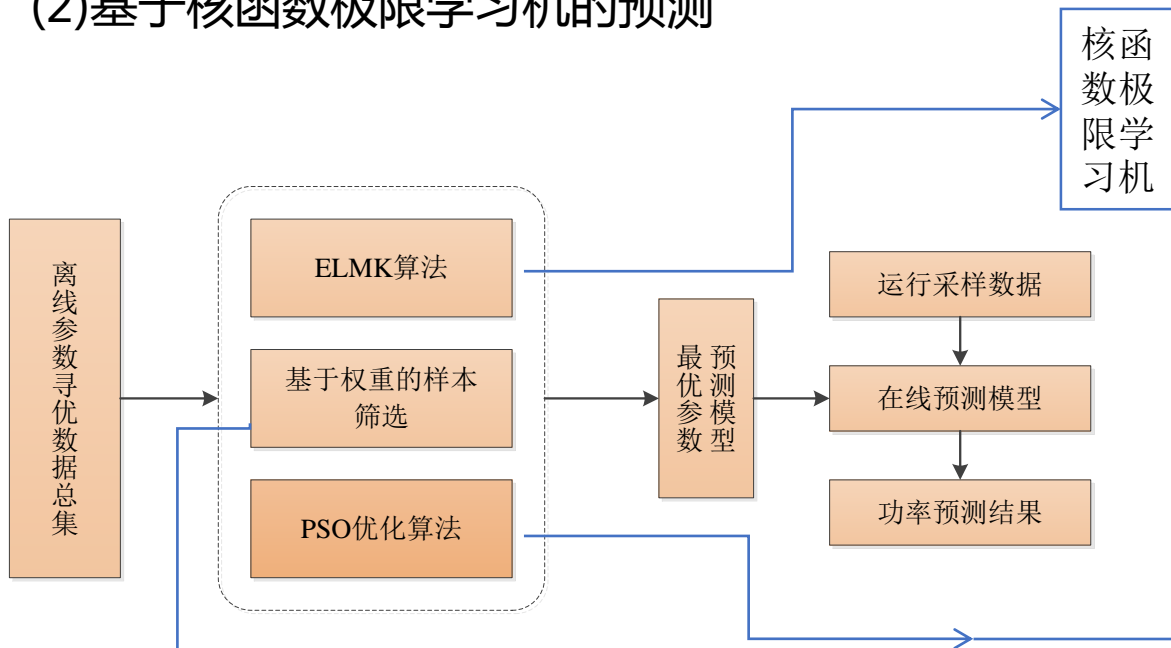 (2)基于核函数极限学习机的预测
核函
数极
限学
习机
离线参数寻优数据总集
ELMK算法
基于权重的样本
筛选
PSO优化算法
预测模型
最优参数
运行采样数据
在线预测模型
功率预测结果